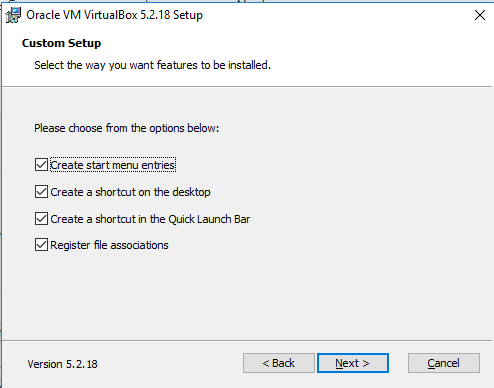 Oracle VM VirtualBox 5.2.18 Setup
Custom Setup
Select the way you want features to be installed.
Please choose from the options below:
Create start menu entries
Create a shortcut on the desktop
Create a shortcut in the Quick Launch Bar
Register file associations
Version 5.2.18
< Back
Next >
Cancel